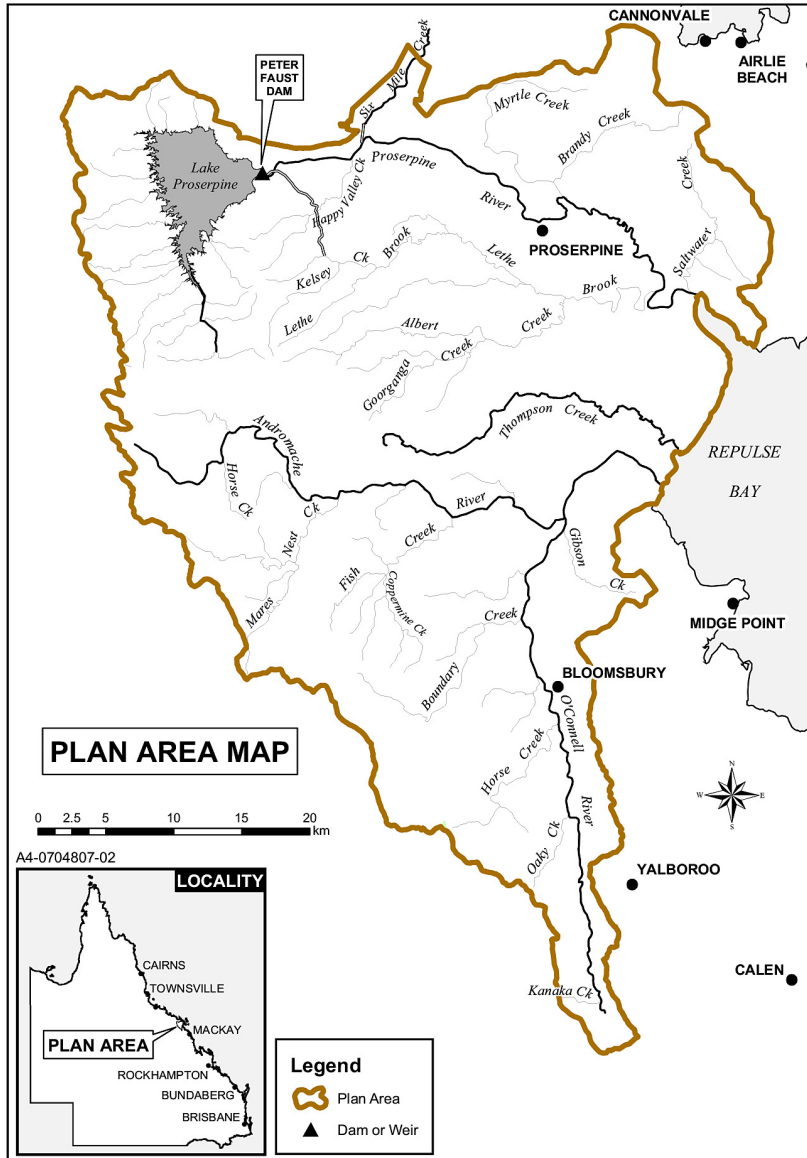 CANNONVALE
AIRLIE
BEACH
PETER
FAUST
DAM
Six Mile Creek
Myrtle Creek
Brandy Creek
Saltwater Creek
Lake
Proserpine
Proserpine River
Happy Valley Ck
PROSERPINE
Kelsey Ck
Lethe Brook
Lethe Brook
Albert Creek
Goorganga Creek
Thompson Creek
REPULSE
BAY
Andromache River
Horse Ck
Mares Nest Ck
Fish Creek
Coppermine Ck
Gibson Ck
MIDGE POINT
Boundary Creek
BLOOMSBURY
O'Connell River
Horse Creek
Oaky Ck
YALBOROO
CALEN
Kanaka Ck
PLAN AREA MAP
N
W E
S
0 2.5 5 10 15 20
km
A4-0704807-02
LOCALITY
CAIRNS
TOWNSVILLE
MACKAY
PLAN AREA
ROCKHAMPTON
BUNDABERG
BRISBANE
Legend
Plan Area
Dam or Weir